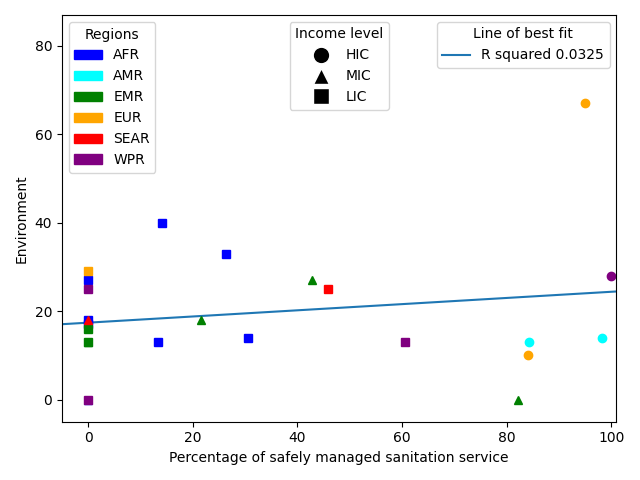 Regions
AFR
AMR
EMR
EUR
SEAR
WPR
Income level
HIC
MIC
LIC
Line of best fit
R squared 0.0325
Environment
80
60
40
20
0
0 20 40 60 80 100
Percentage of safely managed sanitation service